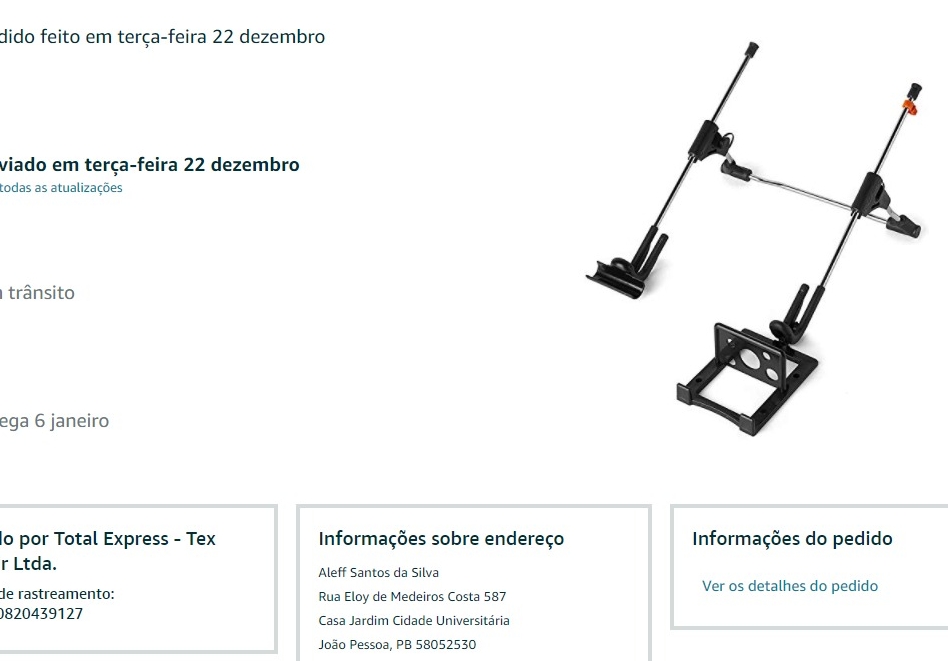 dido feito em terça-feira 22 dezembro
viado em terça-feira 22 dezembro
todas as atualizações
trânsito
ega 6 janeiro
do por Total Express - Tex
r Ltda.
de rastreamento:
0820439127
Informações sobre endereço
Aleff Santos da Silva
Rua Eloy de Medeiros Costa 587
Casa Jardim Cidade Universitária
João Pessoa, PB 58052530
Informações do pedido
Ver os detalhes do pedido